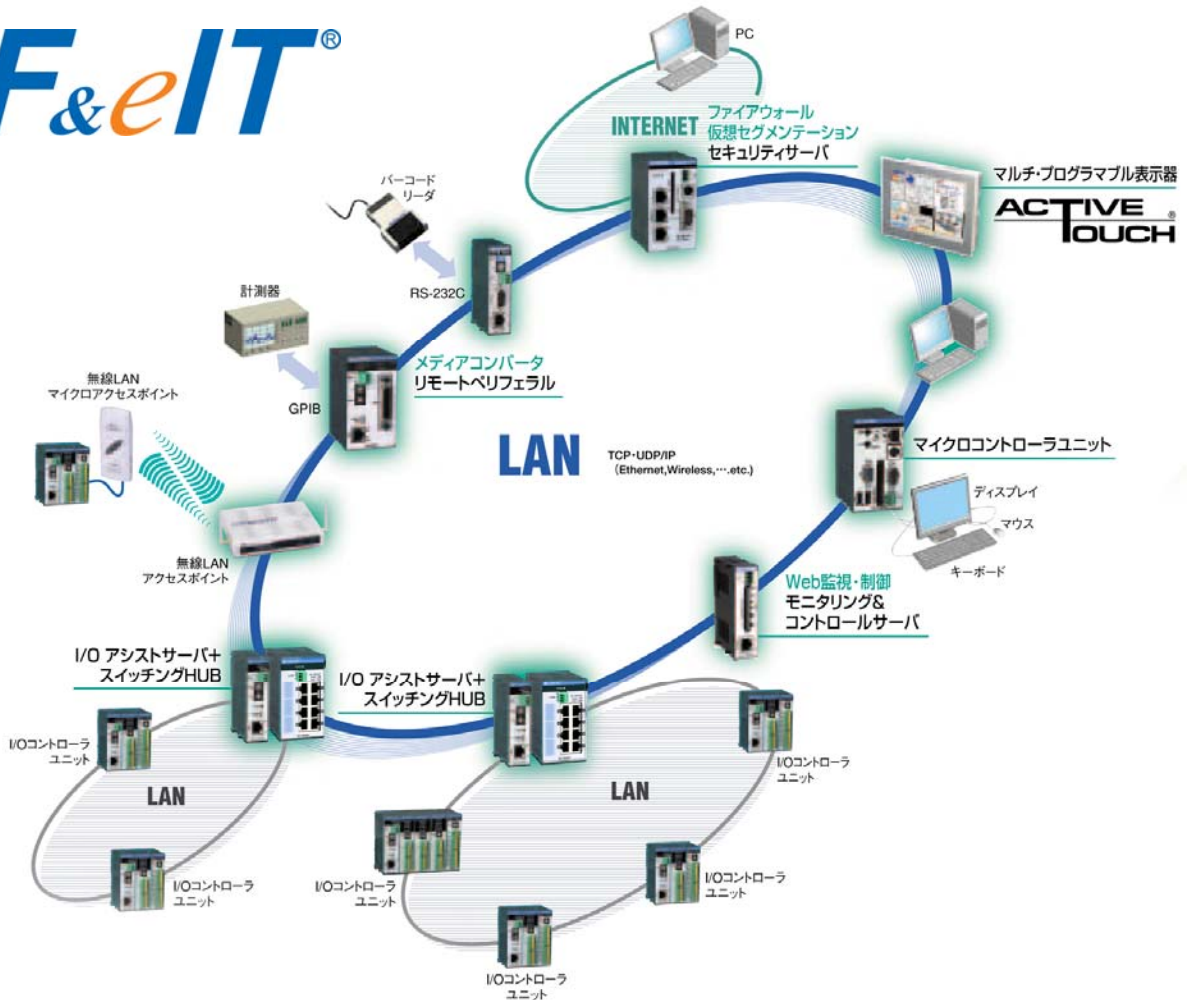 F&eIT®
PC
INTERNET
ファイアウォール
仮想セグメンテーション
セキュリティサーバ
マルチ・プログラマブル表示器
ACTIVE TOUCH®
バーコード
リーダ
RS-232C
計測器
GPIB
メディアコンバータ
リモートペリフェラル
無線LAN
マイクロアクセスポイント
LAN
TCP・UDP/IP
(Ethernet,Wireless,….etc.)
マイクロコントローラユニット
ディスプレイ
マウス
キーボード
無線LAN
アクセスポイント
Web監視・制御
モニタリング&
コントロールサーバ
I/O アシストサーバ+
スイッチングHUB
I/O アシストサーバ+
スイッチングHUB
I/Oコントローラ
ユニット
LAN
I/Oコントローラ
ユニット
LAN
I/Oコントローラ
ユニット
I/Oコントローラ
ユニット
I/Oコントローラ
ユニット
I/Oコントローラ
ユニット